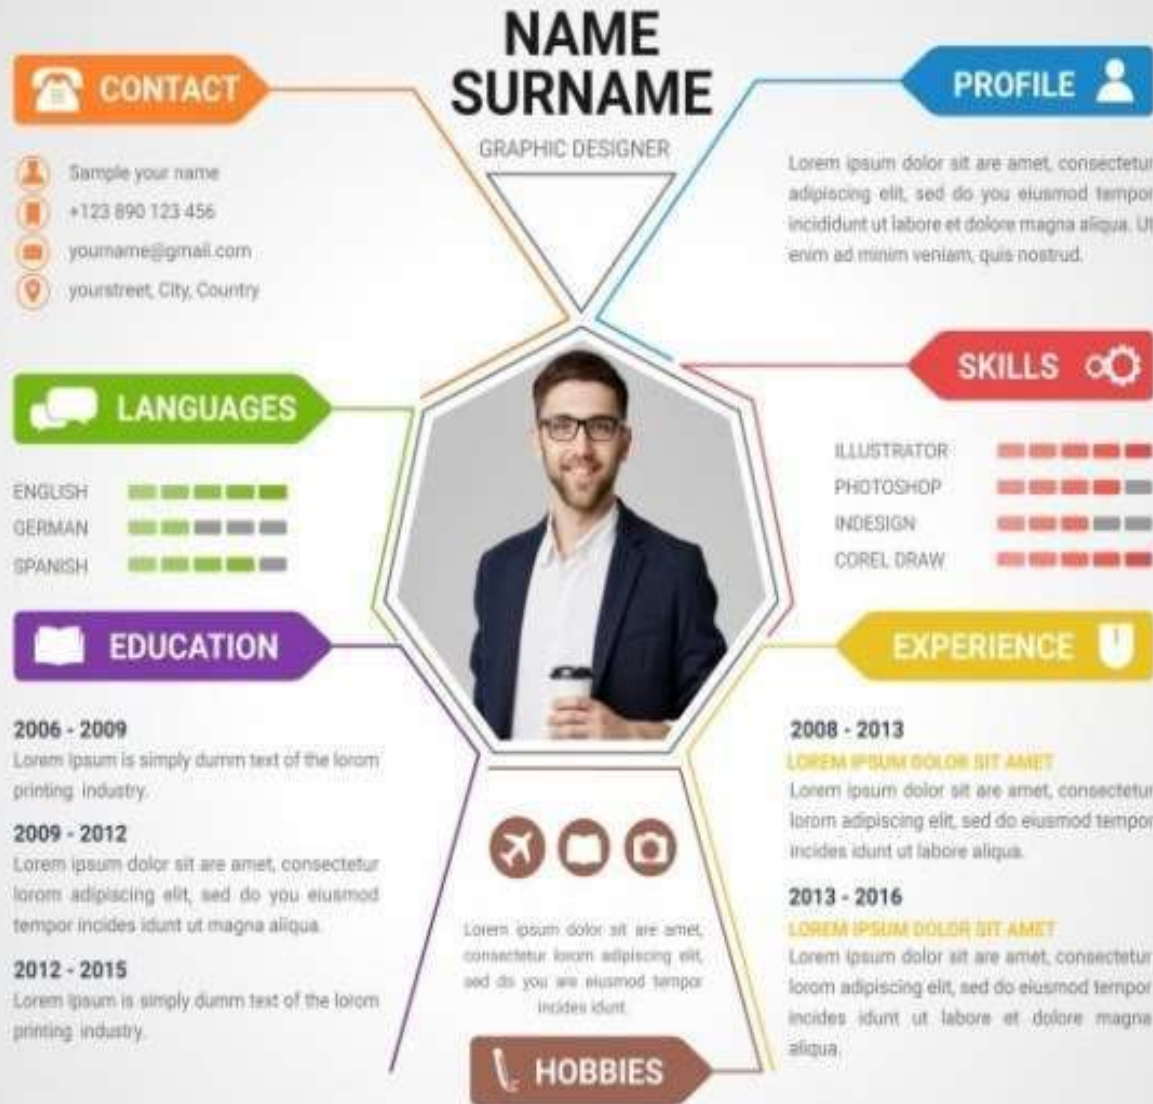 NAME
SURNAME
GRAPHIC DESIGNER
CONTACT
Sample your name
+123 890 123 456
yourname@gmail.com
yourstreet, City, Country
LANGUAGES
ENGLISH
GERMAN
SPANISH
EDUCATION
2006 - 2009
Lorem Ipsum is simply dumm text of the lorom
printing industry.
2009 - 2012
Lorem ipsum dolor sit are amet, consectetur
lorom adipiscing elit, sed do you eiusmod
tempor incides idunt ut magna aliqua.
2012 - 2015
Lorem Ipsum is simply dumm text of the lorom
printing industry.
PROFILE
Lorem ipsum dolor sit are amet, consectetur
adipiscing elit, sed do you eiusmod tempor
incididunt ut labore et dolore magna aliqua. Ut
enim ad minim veniam, quis nostrud.
SKILLS
ILLUSTRATOR
PHOTOSHOP
INDESIGN
COREL DRAW
EXPERIENCE
2008 - 2013
LOREM IPSUM DOLOR SIT AMET
Lorem ipsum dolor sit are amet, consectetur
lorom adipiscing elit, sed do eiusmod tempor
incides idunt ut labore aliqua.
2013 - 2016
LOREM IPSUM DOLOR SIT AMET
Lorem ipsum dolor sit are amet, consectetur
lorom adipiscing elit, sed do eiusmod tempor
incides idunt ut labore et dolore magna
aliqua.
Lorem ipsum dolor sit are amet,
consectetur lorom adipiscing elit,
sed do you are eiusmod tempor
incides idunt.
HOBBIES